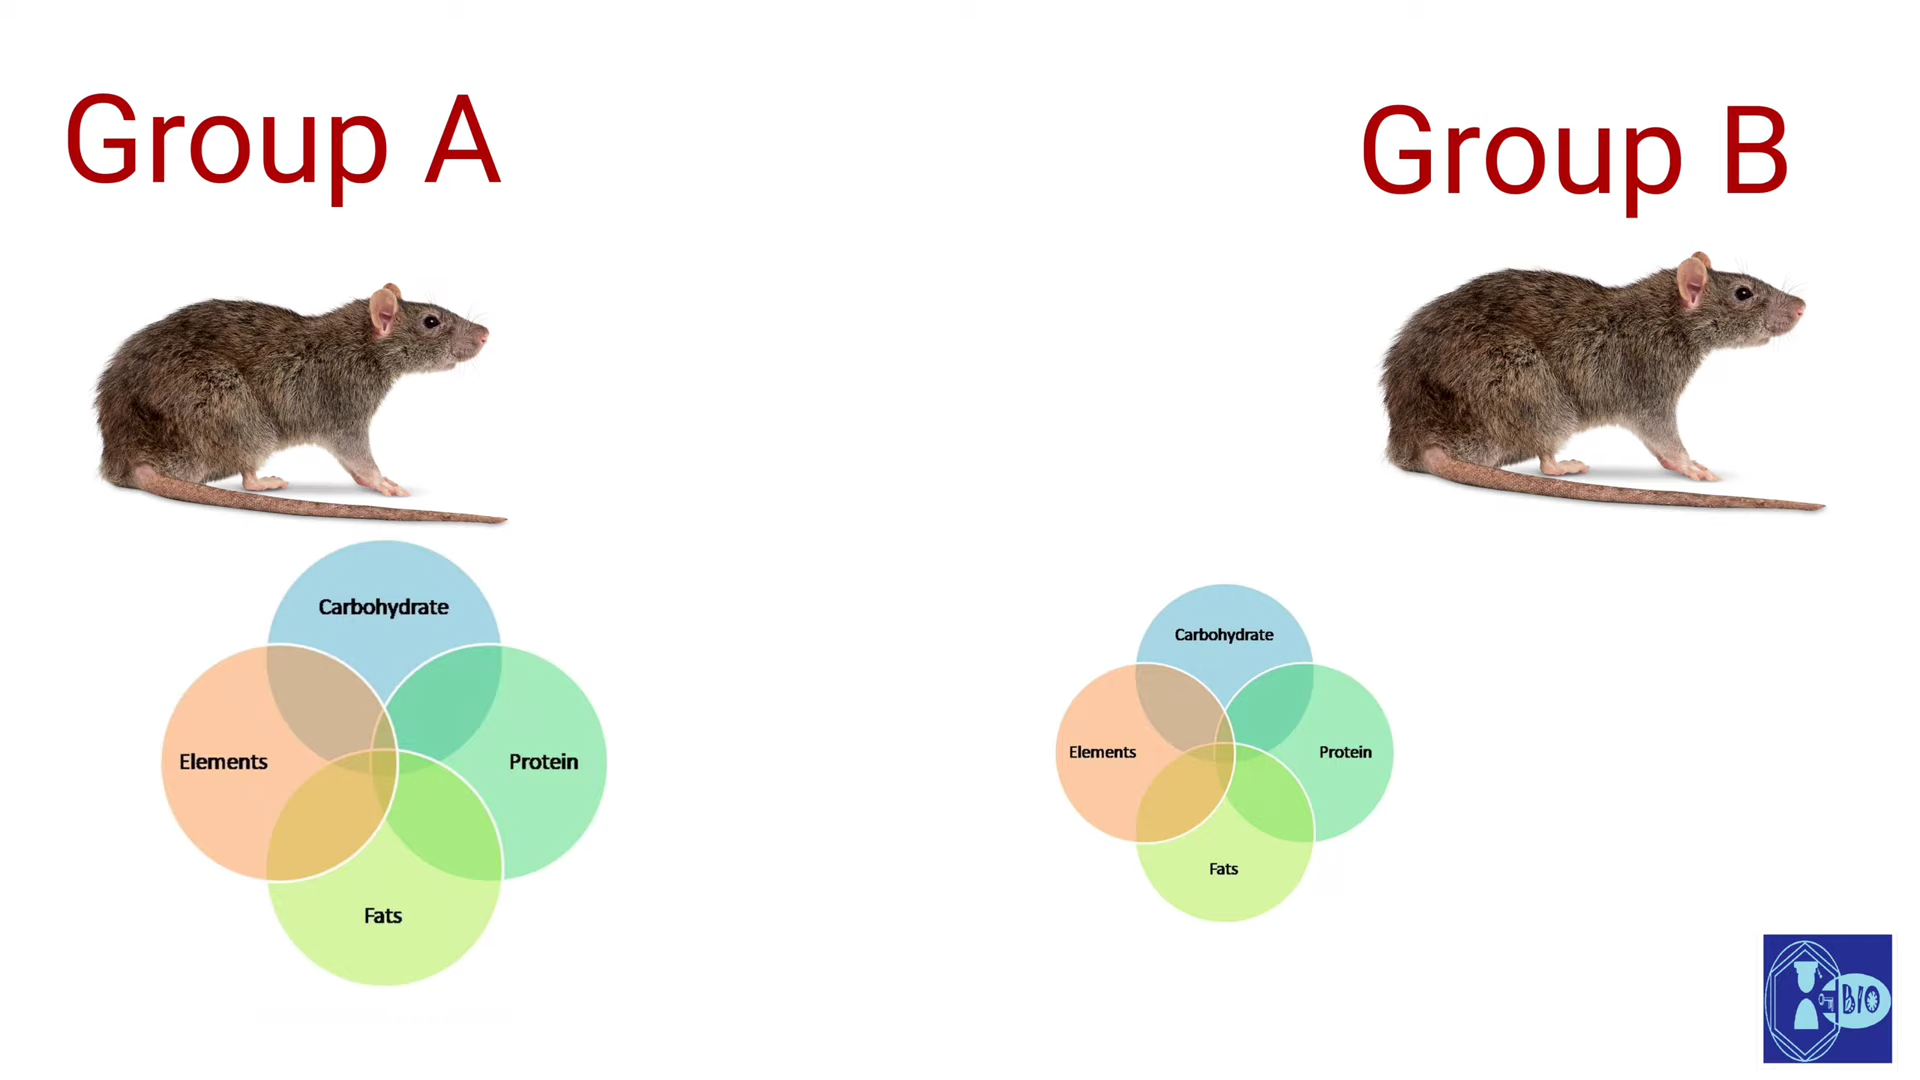 Group A
Group B
Carbohydrate
Elements
Protein
Fats
Carbohydrate
Elements
Protein
Fats
BIO